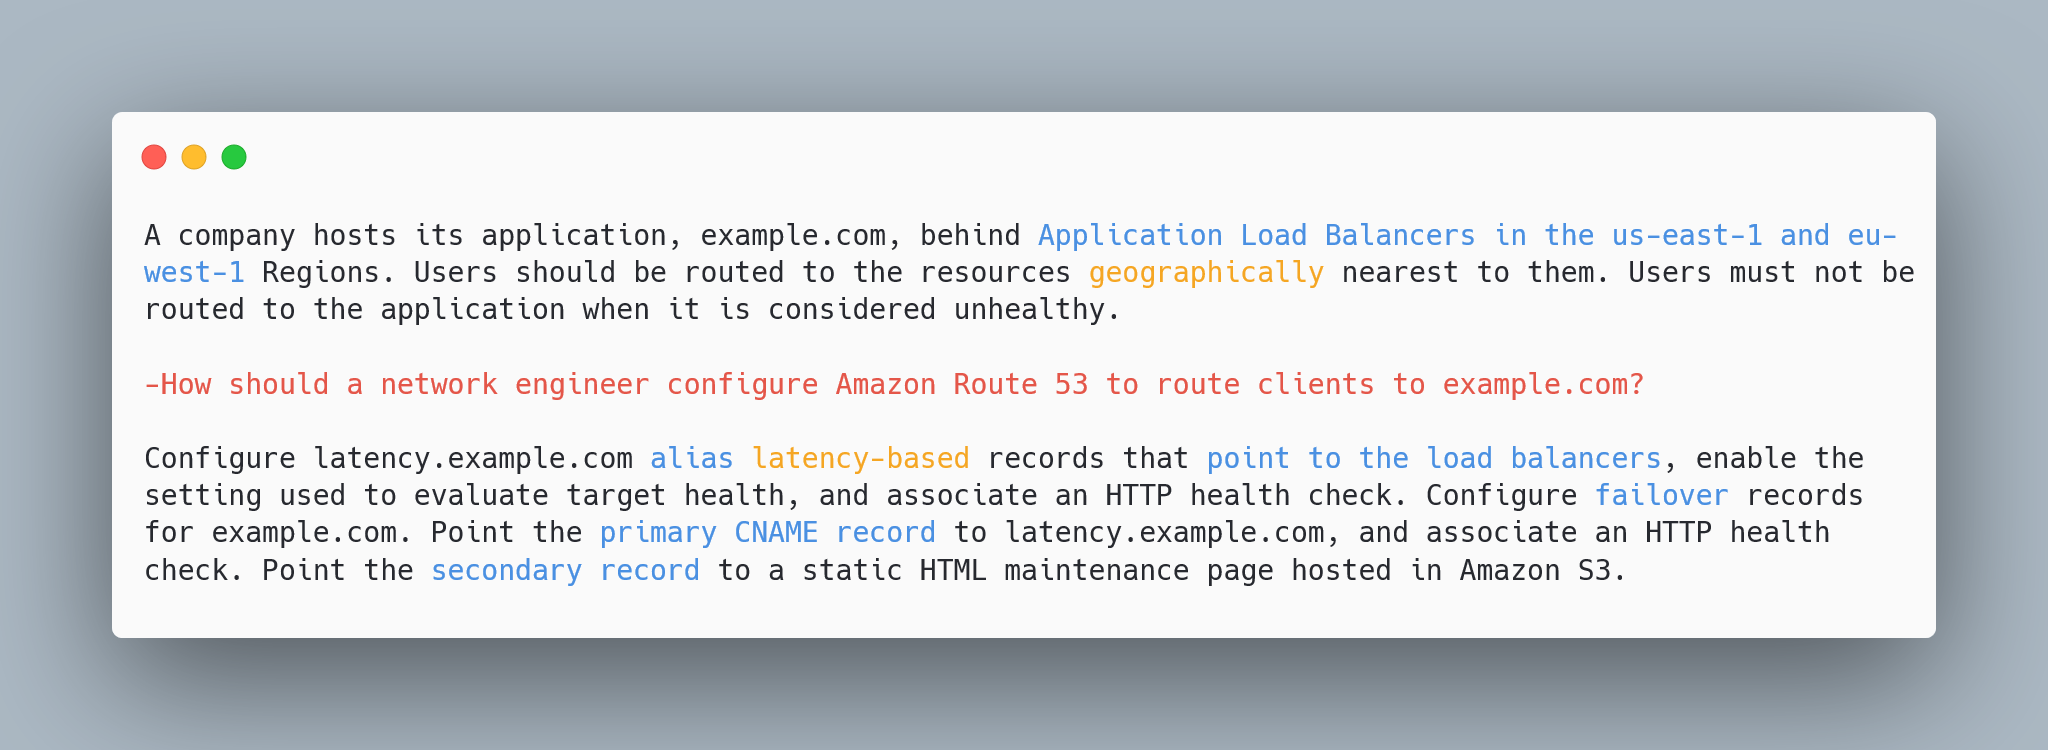 A company hosts its application, example.com, behind Application Load Balancers in the us-east-1 and eu-
west-1 Regions. Users should be routed to the resources geographically nearest to them. Users must not be
routed to the application when it is considered unhealthy.
-How should a network engineer configure Amazon Route 53 to route clients to example.com?
Configure latency.example.com alias latency-based records that point to the load balancers, enable the
setting used to evaluate target health, and associate an HTTP health check. Configure failover records
for example.com. Point the primary CNAME record to latency.example.com, and associate an HTTP health
check. Point the secondary record to a static HTML maintenance page hosted in Amazon S3.